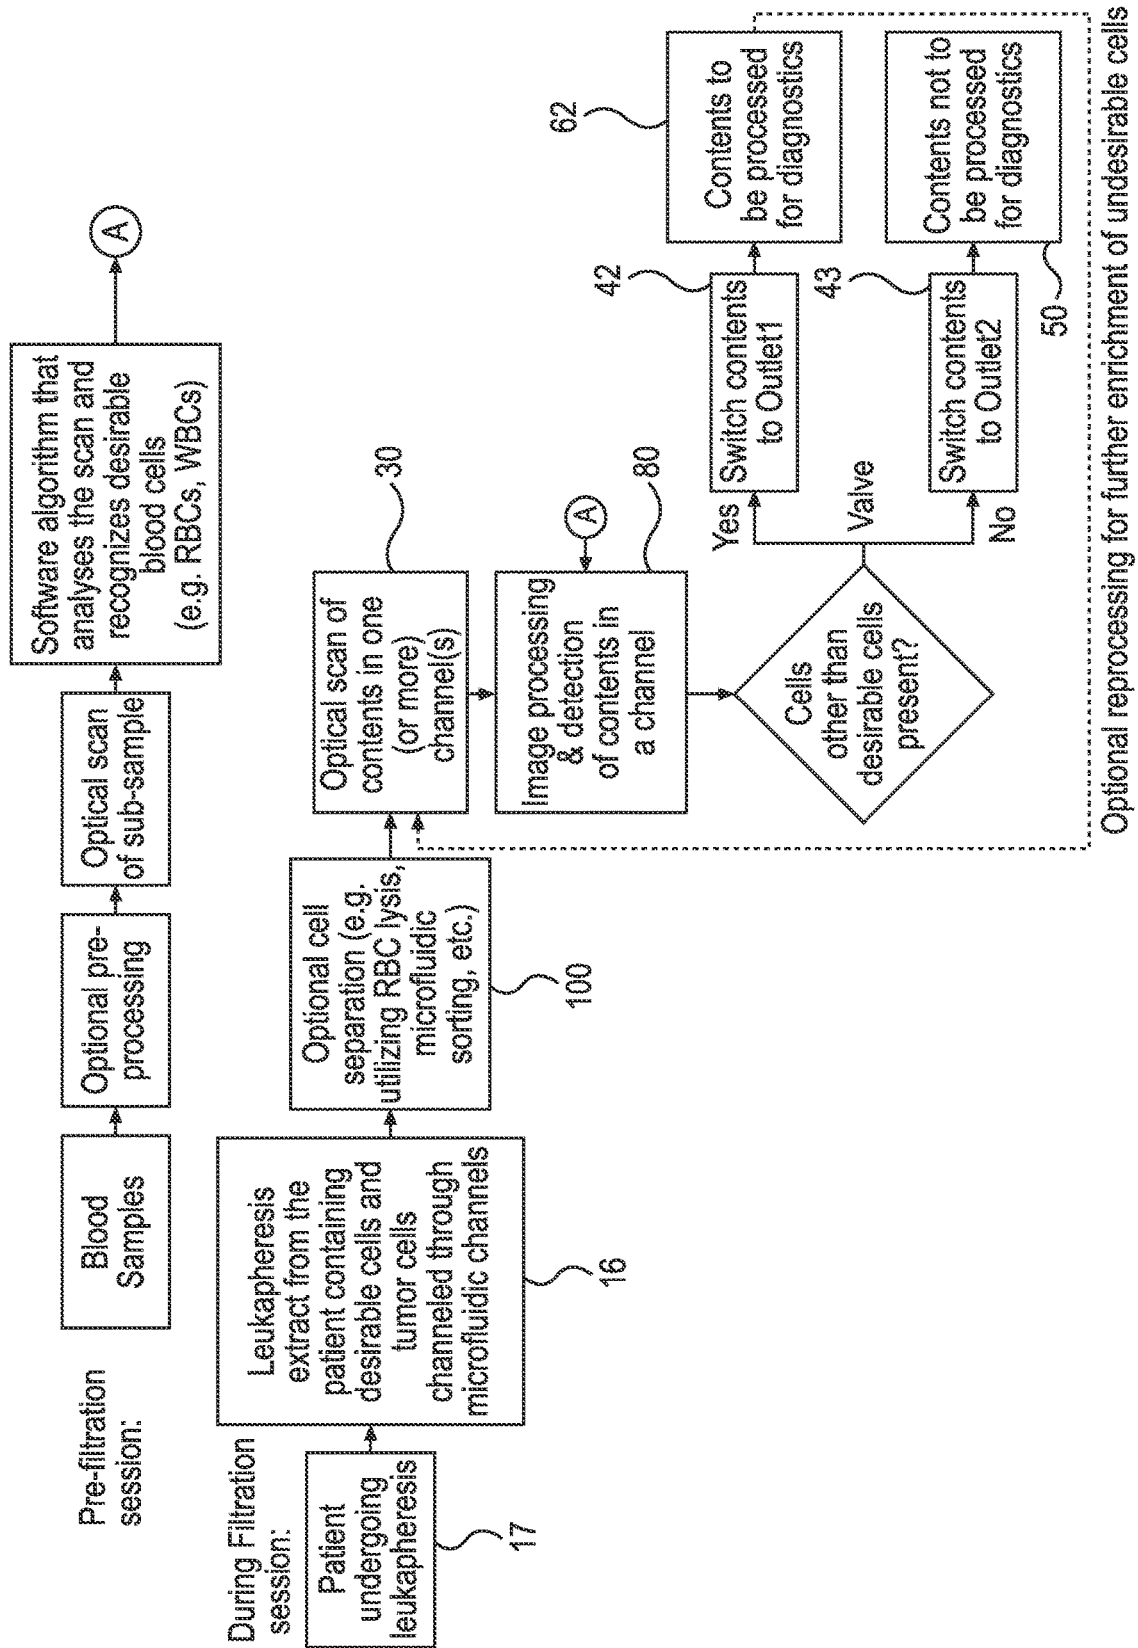 Pre-filtration
session:
Blood
Samples
Optional pre-
processing
Optical scan
of sub-sample
Software algorithm that
analyses the scan and
recognizes desirable
blood cells
(e.g. RBCs, WBCs)
A
During Filtration
session:
Patient
undergoing
leukapheresis
17
Leukapheresis
extract from the
patient containing
desirable cells and
tumor cells
channeled through
microfluidic channels
16
Optional cell
separation (e.g.
utilizing RBC lysis,
microfluidic
sorting, etc.)
100
Optical scan of
contents in one
(or more)
channel(s)
30
Image processing
& detection
of contents in
a channel
A
80
Cells
other than
desirable cells
present?
Yes
Valve
No
Switch contents
to Outlet1
42
Contents to
be processed
for diagnostics
62
Switch contents
to Outlet2
43
Contents not to
be processed
for diagnostics
50
Optional reprocessing for further enrichment of undesirable cells